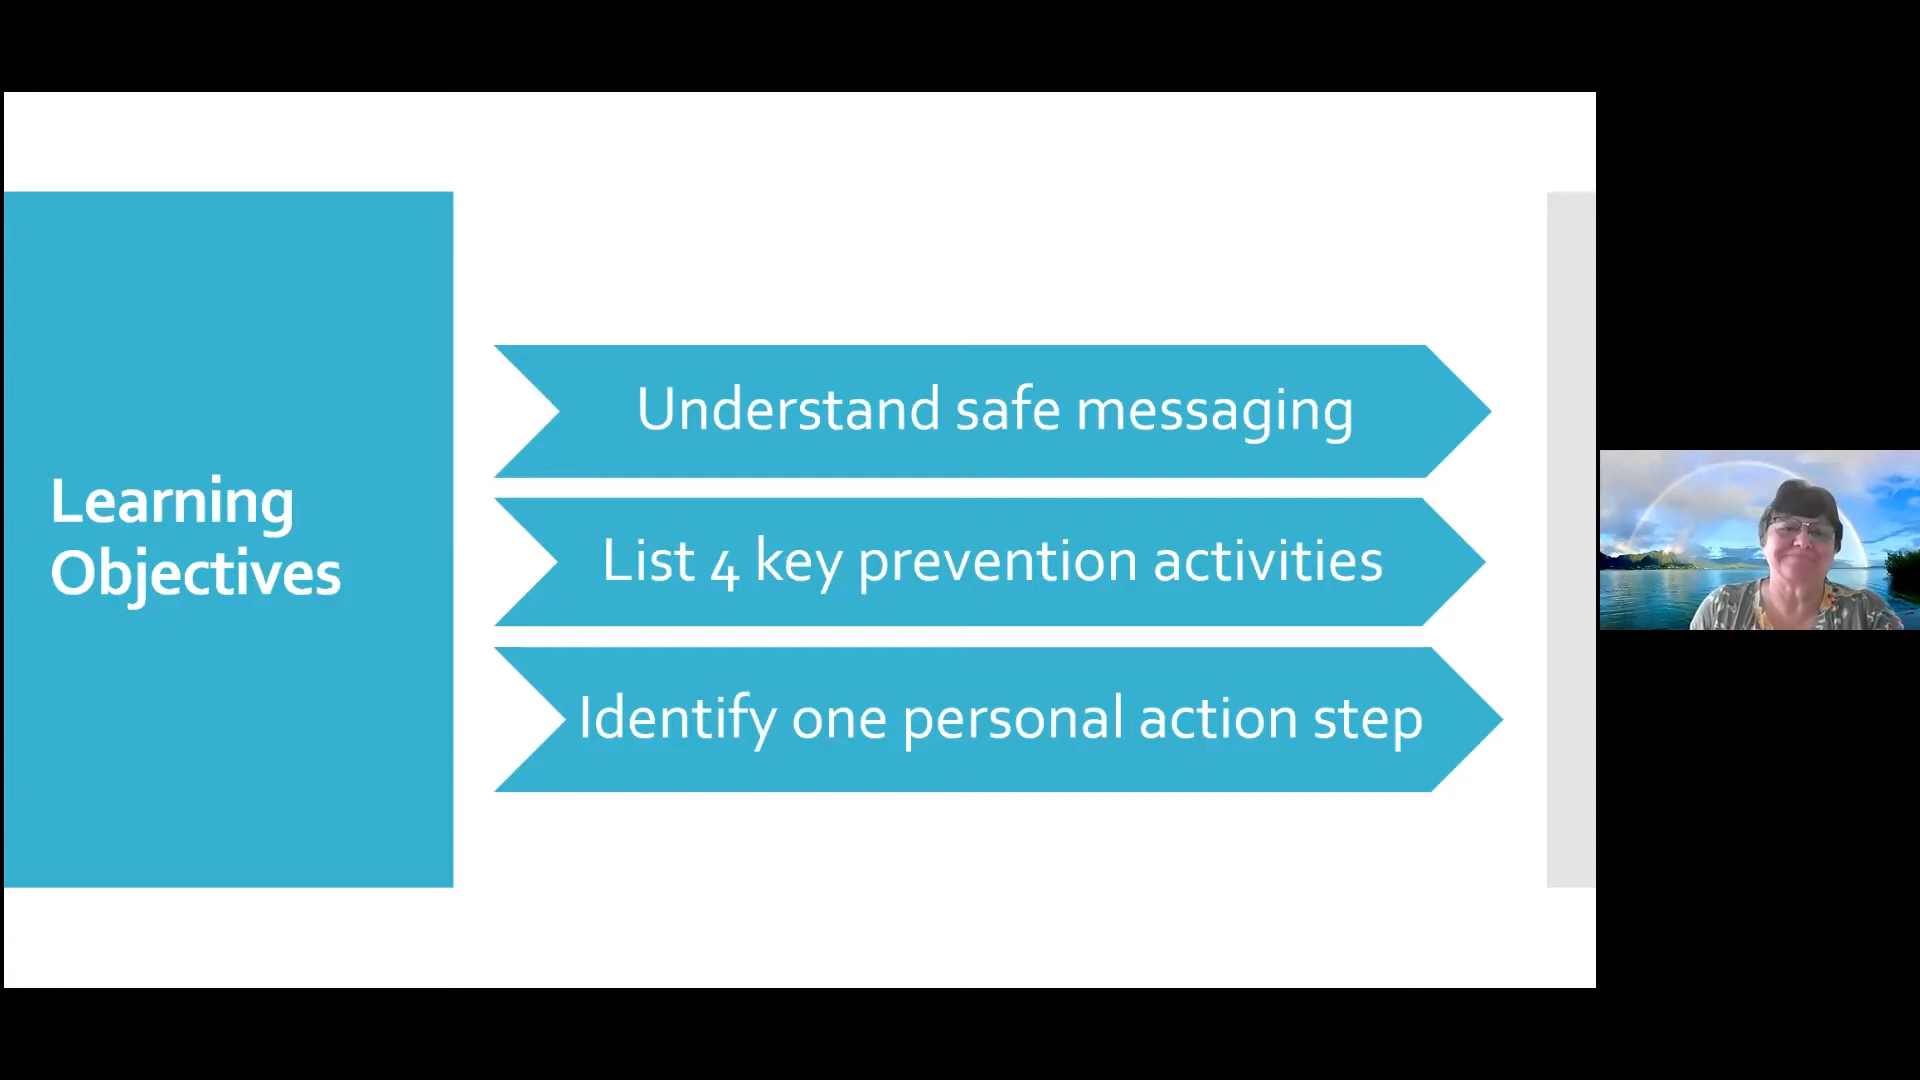 Learning
Objectives
Understand safe messaging
List 4 key prevention activities
Identify one personal action step